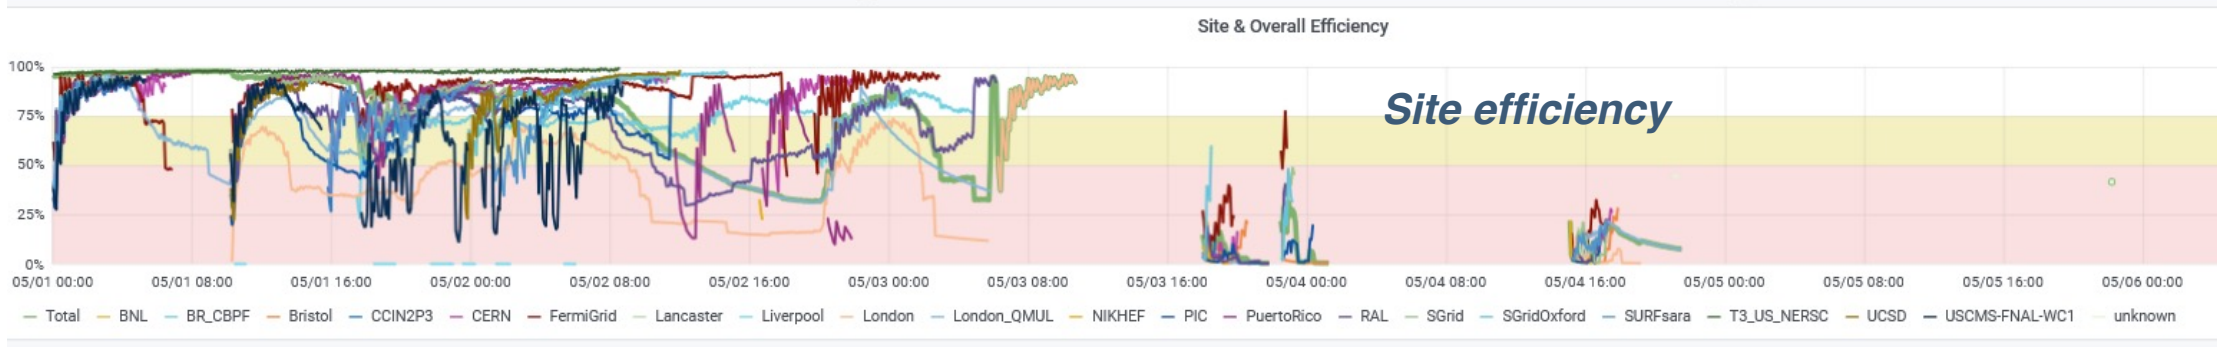 Site & Overall Efficiency
100%
Site efficiency
75%
50%
25%
0%
05/01 00:00 05/01 08:00 05/01 16:00 05/02 00:00 05/02 08:00 05/02 16:00 05/03 00:00 05/03 08:00 05/03 16:00 05/04 00:00 05/04 08:00 05/04 16:00 05/05 00:00 05/05 08:00 05/05 16:00 05/06 00:00
Total BNL BR_CBPF Bristol CCIN2P3 CERN FermiGrid Lancaster Liverpool London London_QMUL NIKHEF PIC PuertoRico RAL SGrid SGridOxford SURFsara T3_US_NERSC UCSD USCMS-FNAL-WC1 unknown